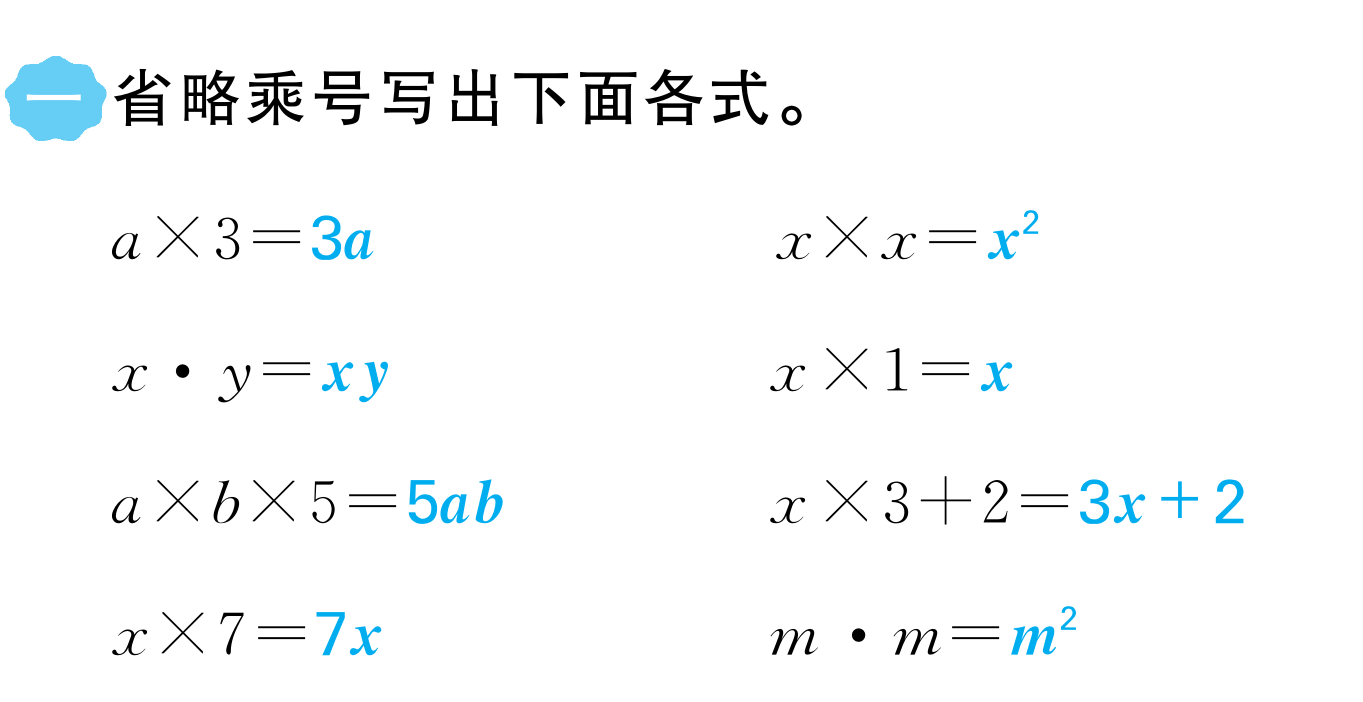 一 省略乘号写出下面各式。
a×3=3a x×x=x²
x·y=xy x×1=x
a×b×5=5ab x×3+2=3x+2
x×7=7x m·m=m²